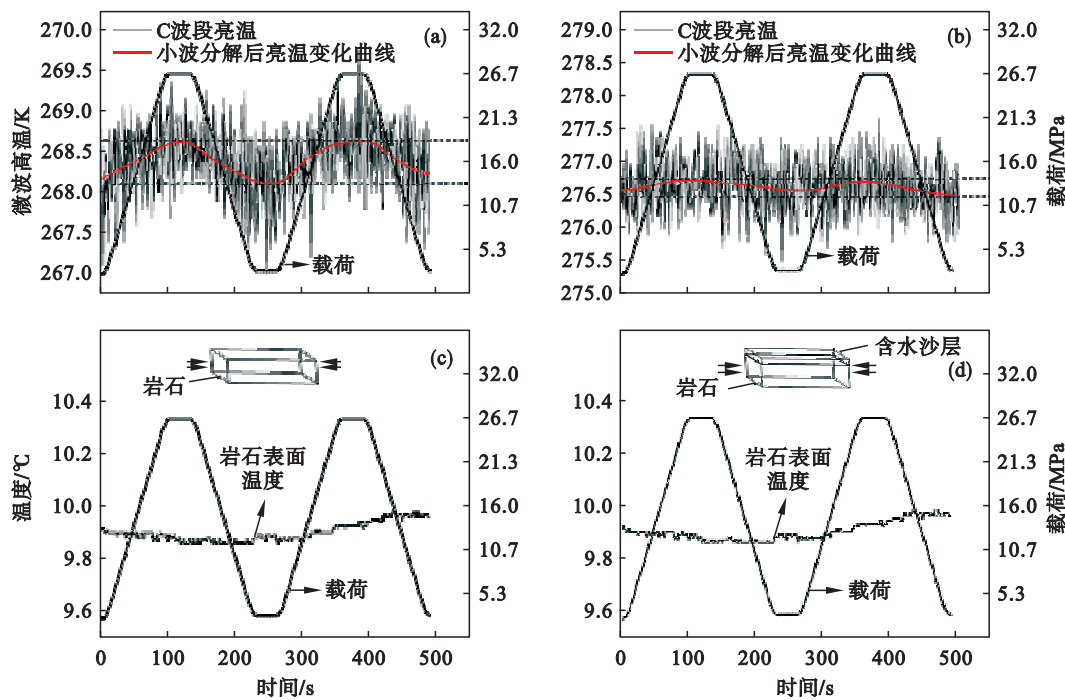 270.0
269.5
269.0
268.5
268.0
267.5
267.0
微波高温/K
C波段亮温
小波分解后亮温变化曲线
(a)
载荷
32.0
26.7
21.3
16.0
10.7
5.3
279.0
278.5
278.3
277.5
277.0
276.5
276.0
275.5
275.0
C波段亮温
小波分解后亮温变化曲线
(b)
载荷
32.0
26.7
21.3
16.0
10.7
5.3
载荷/MPa
10.4
10.2
10.0
9.8
9.6
温度/℃
(c)
岩石
岩石表面
温度
载荷
32.0
26.7
21.3
16.0
10.7
5.3
0
100
200
300
400
500
时间/s
10.4
10.2
10.0
9.8
9.6
含水沙层
(d)
岩石
岩石表面
温度
载荷
32.0
26.7
21.3
16.0
10.7
5.3
载荷/MPa
0
100
200
300
400
500
时间/s